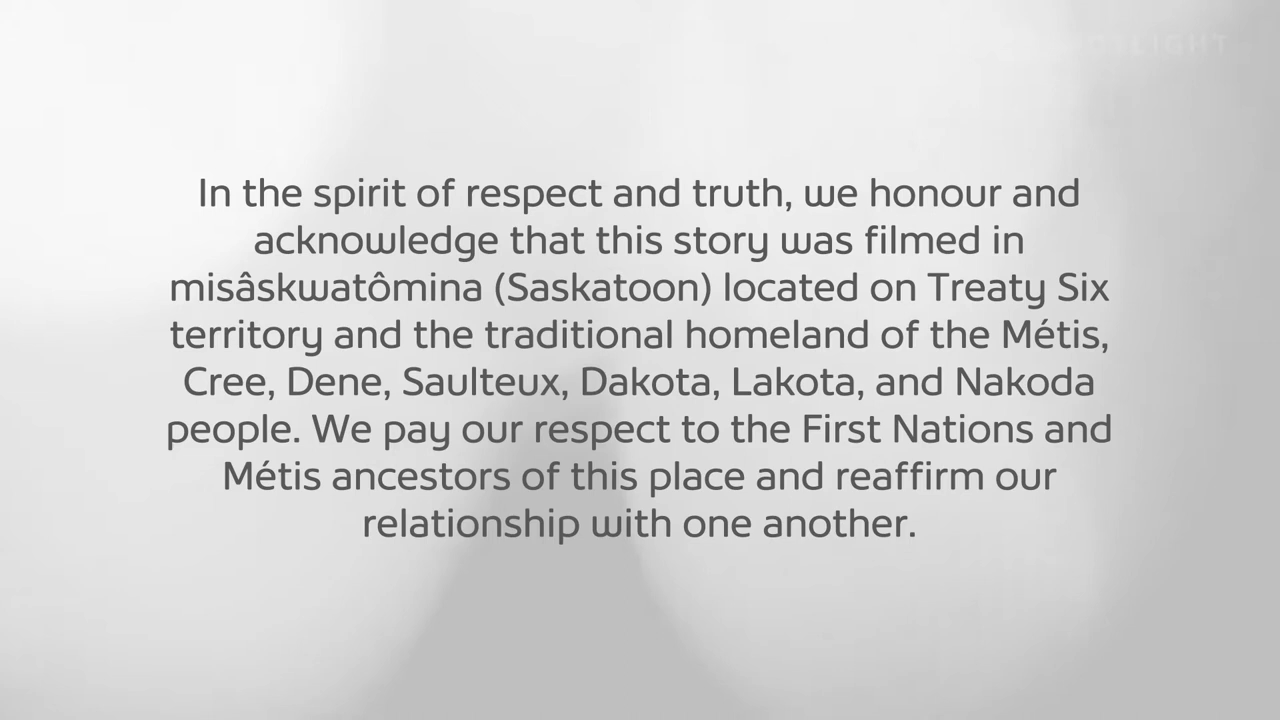 In the spirit of respect and truth, we honour and
acknowledge that this story was filmed in
misâskwatômina (Saskatoon) located on Treaty Six
territory and the traditional homeland of the Métis,
Cree, Dene, Saulteux, Dakota, Lakota, and Nakoda
people. We pay our respect to the First Nations and
Métis ancestors of this place and reaffirm our
relationship with one another.